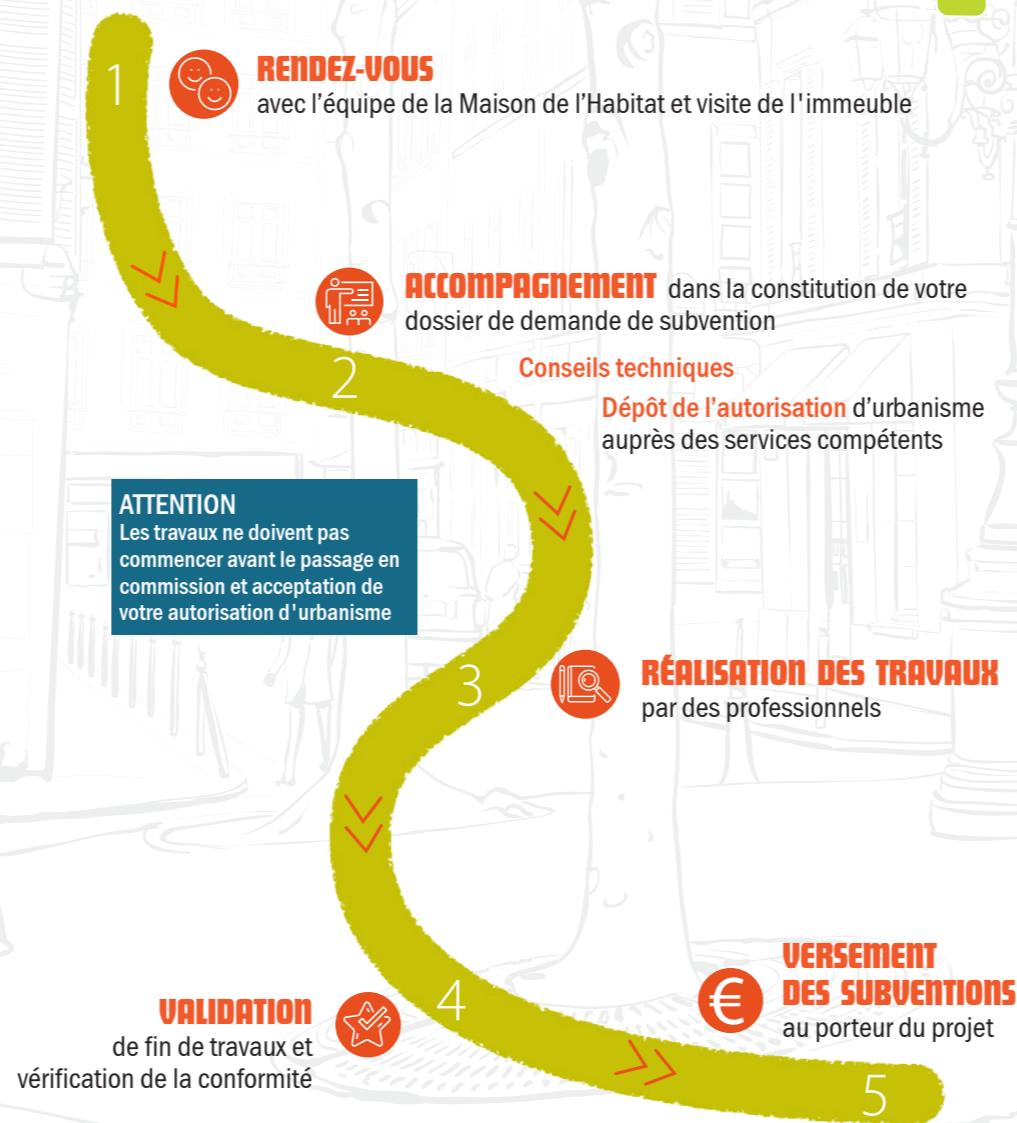 1
RENDEZ-VOUS
avec l’équipe de la Maison de l’Habitat et visite de l'immeuble
ACCOMPAGNEMENT dans la constitution de votre
dossier de demande de subvention
2
Conseils techniques
Dépôt de l’autorisation d’urbanisme
auprès des services compétents
ATTENTION
Les travaux ne doivent pas
commencer avant le passage en
commission et acceptation de
votre autorisation d'urbanisme
3
RÉALISATION DES TRAVAUX
par des professionnels
VALIDATION
de fin de travaux et
vérification de la conformité
4
€
VERSEMENT
DES SUBVENTIONS
au porteur du projet
5